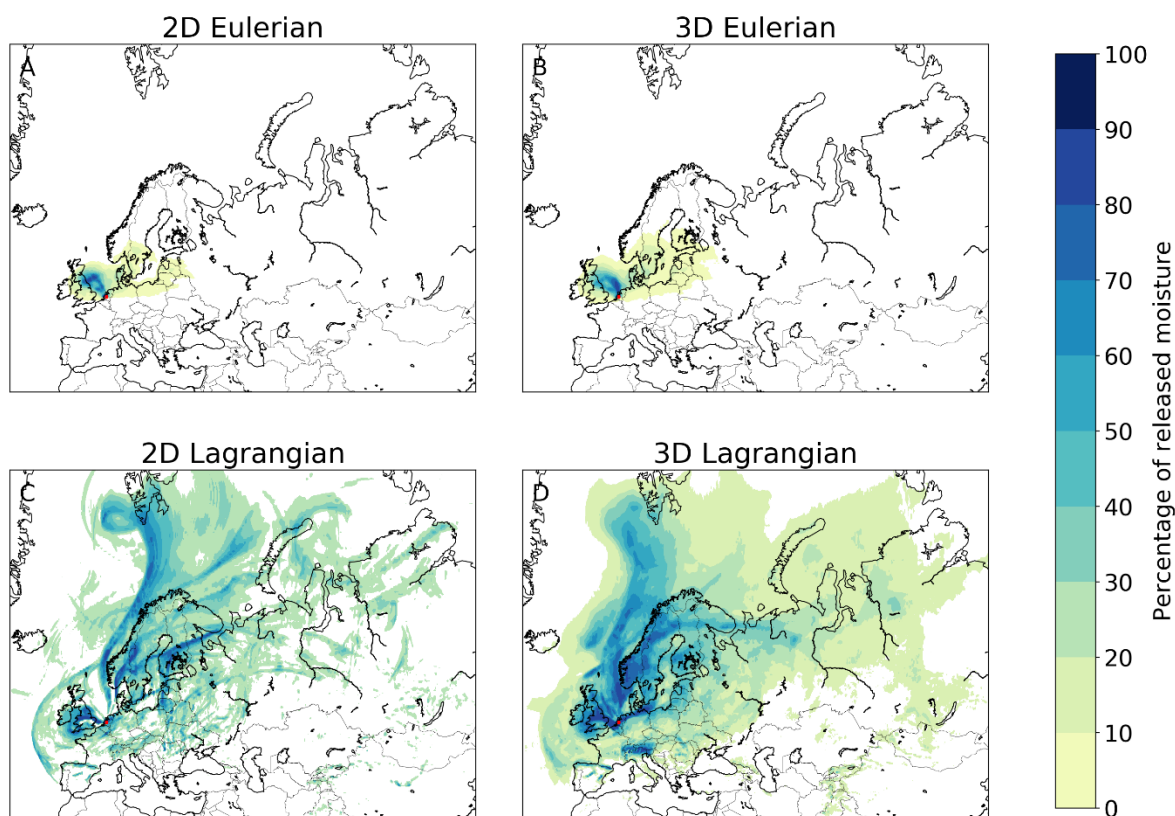 2D Eulerian
3D Eulerian
A
B
2D Lagrangian
3D Lagrangian
C
D
100
90
80
70
60
50
40
30
20
10
0
Percentage of released moisture